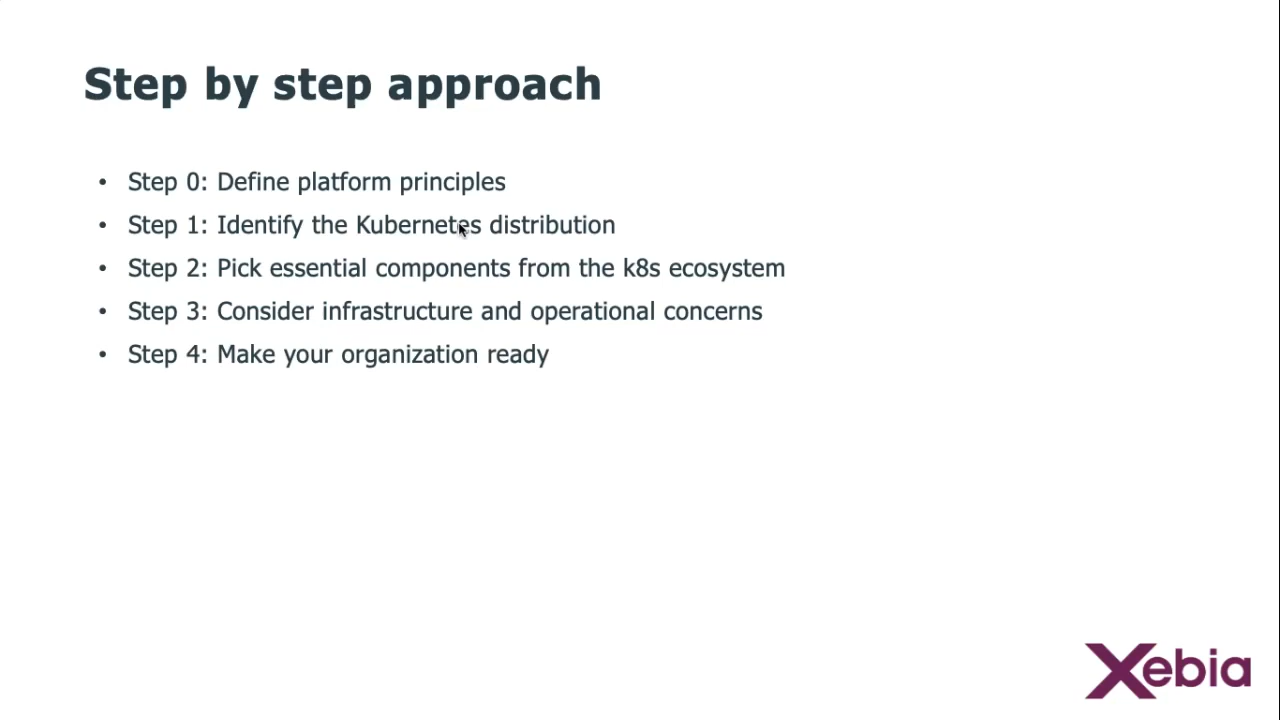 Step by step approach
• Step 0: Define platform principles
• Step 1: Identify the Kubernetes distribution
• Step 2: Pick essential components from the k8s ecosystem
• Step 3: Consider infrastructure and operational concerns
• Step 4: Make your organization ready
Xebia